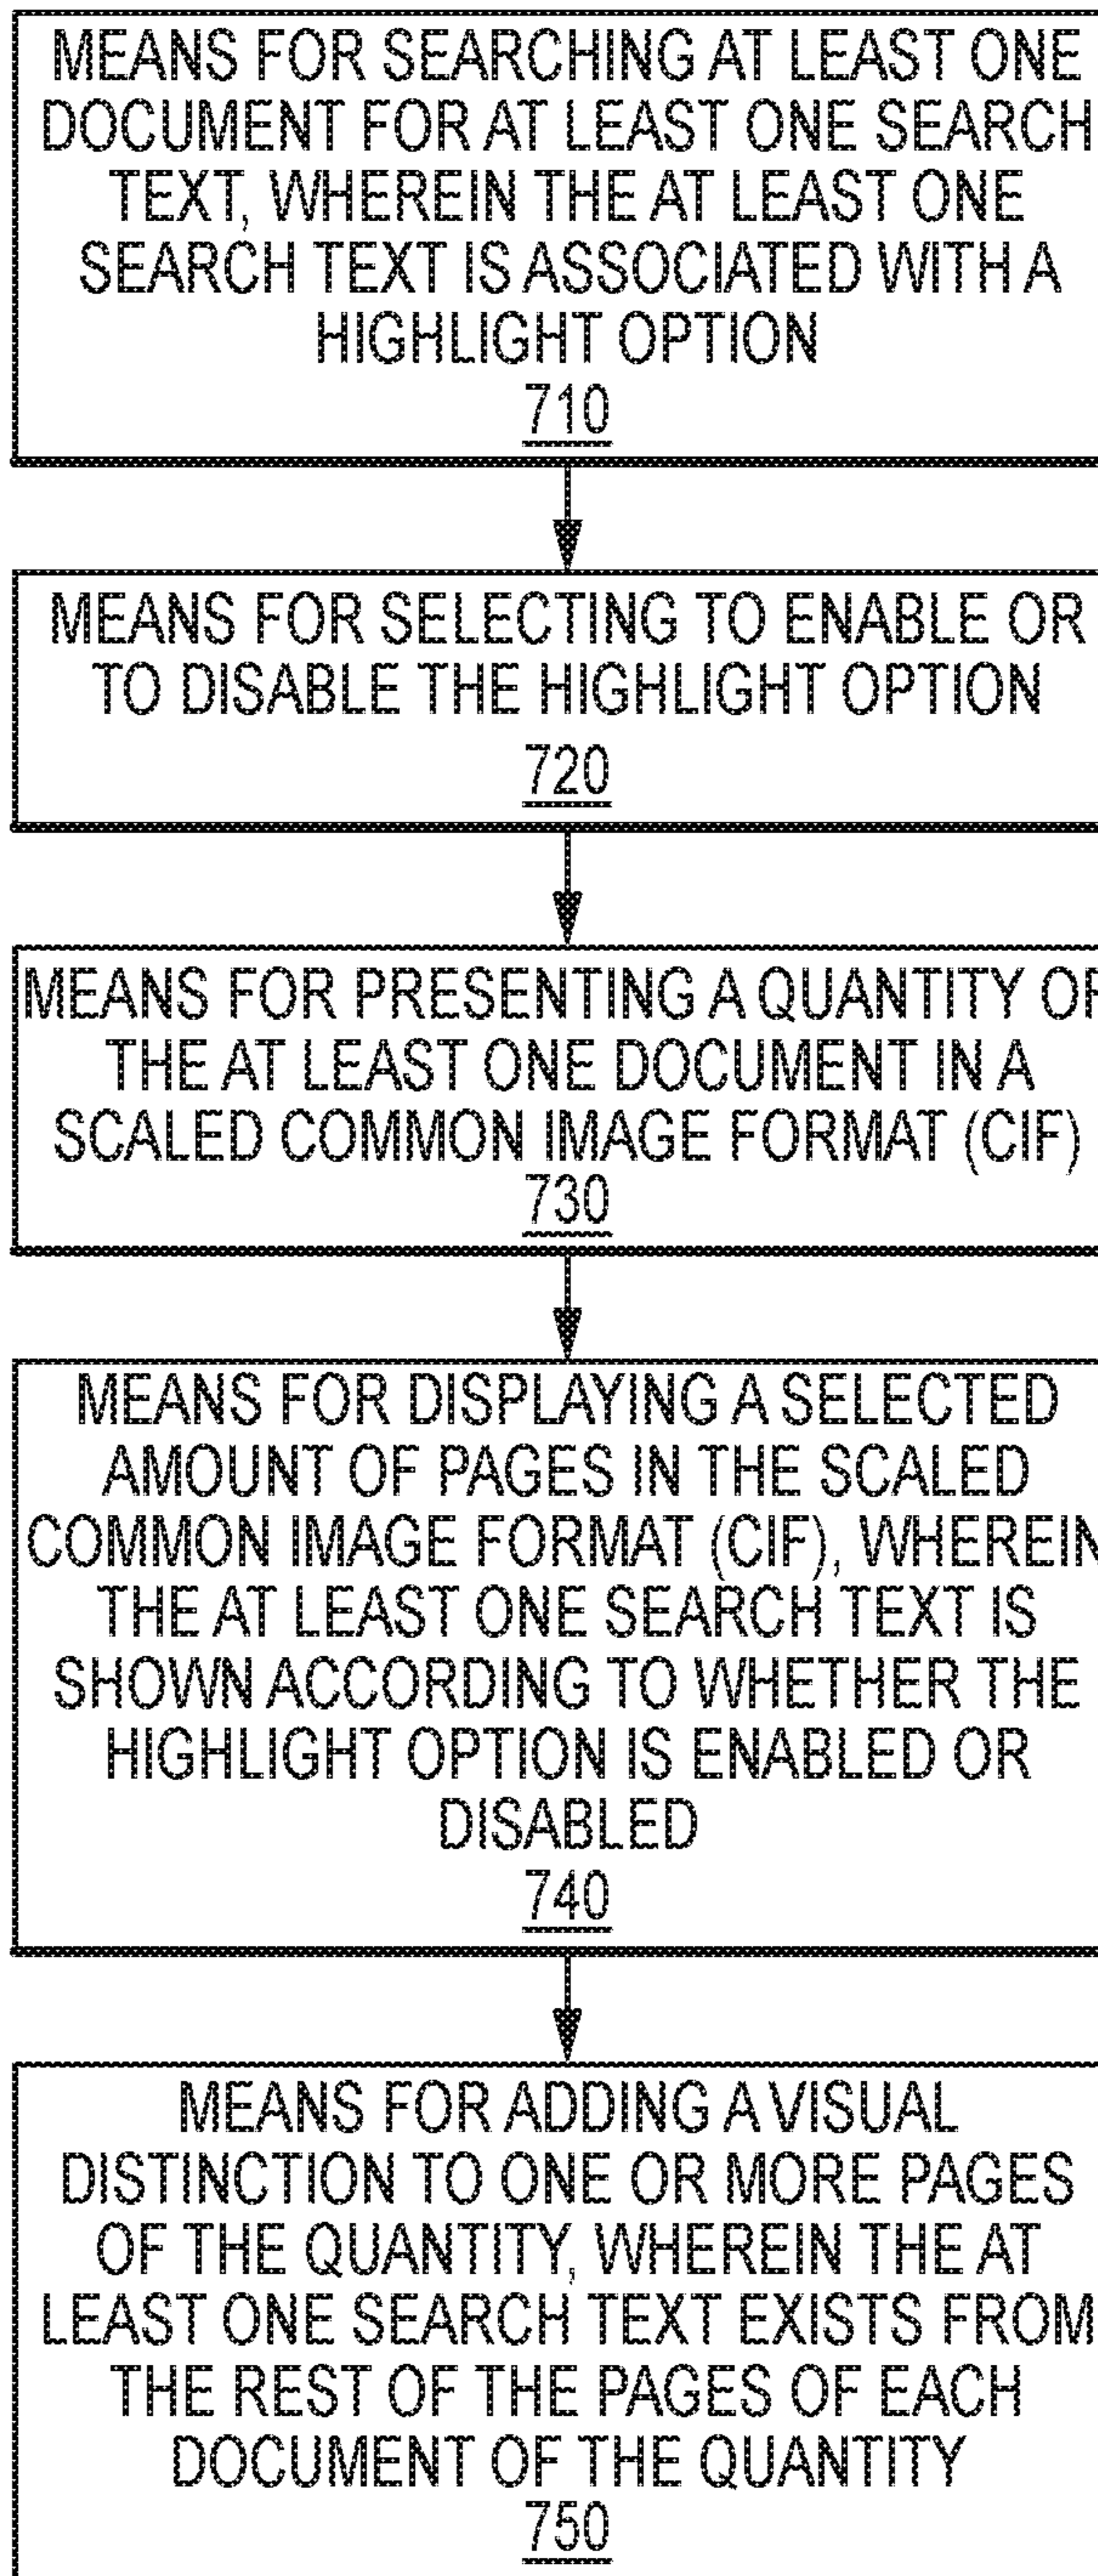 MEANS FOR SEARCHING AT LEAST ONE
DOCUMENT FOR AT LEAST ONE SEARCH
TEXT, WHEREIN THE AT LEAST ONE
SEARCH TEXT IS ASSOCIATED WITH A
HIGHLIGHT OPTION
710
MEANS FOR SELECTING TO ENABLE OR
TO DISABLE THE HIGHLIGHT OPTION
720
MEANS FOR PRESENTING A QUANTITY OF
THE AT LEAST ONE DOCUMENT IN A
SCALED COMMON IMAGE FORMAT (CIF)
730
MEANS FOR DISPLAYING A SELECTED
AMOUNT OF PAGES IN THE SCALED
COMMON IMAGE FORMAT (CIF), WHEREIN
THE AT LEAST ONE SEARCH TEXT IS
SHOWN ACCORDING TO WHETHER THE
HIGHLIGHT OPTION IS ENABLED OR
DISABLED
740
MEANS FOR ADDING A VISUAL
DISTINCTION TO ONE OR MORE PAGES
OF THE QUANTITY, WHEREIN THE AT
LEAST ONE SEARCH TEXT EXISTS FROM
THE REST OF THE PAGES OF EACH
DOCUMENT OF THE QUANTITY
750